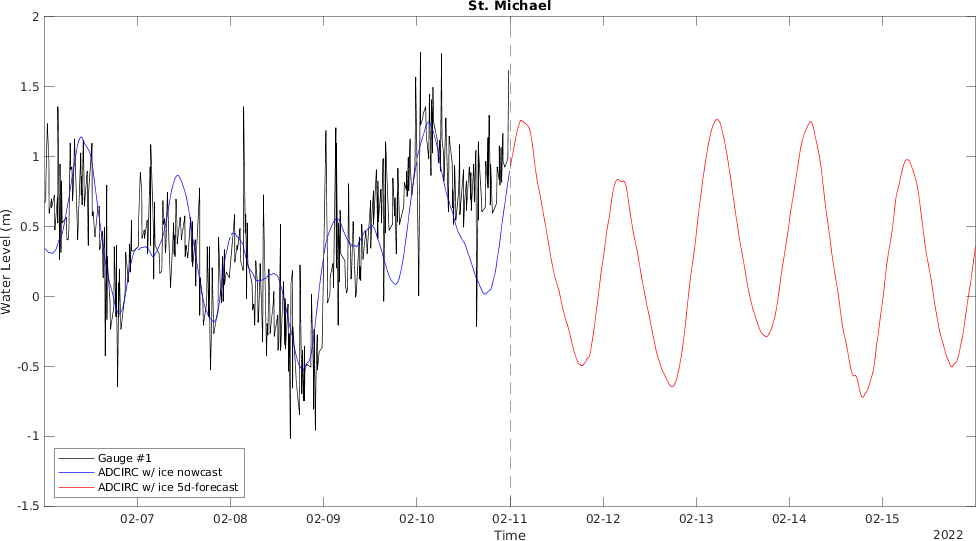 St. Michael
2
1.5
1
0.5
0
-0.5
-1
-1.5
Water Level (m)
Gauge #1
ADCIRC w/ ice nowcast
ADCIRC w/ ice 5d-forecast
02-07 02-08 02-09 02-10 02-11 02-12 02-13 02-14 02-15
Time
2022